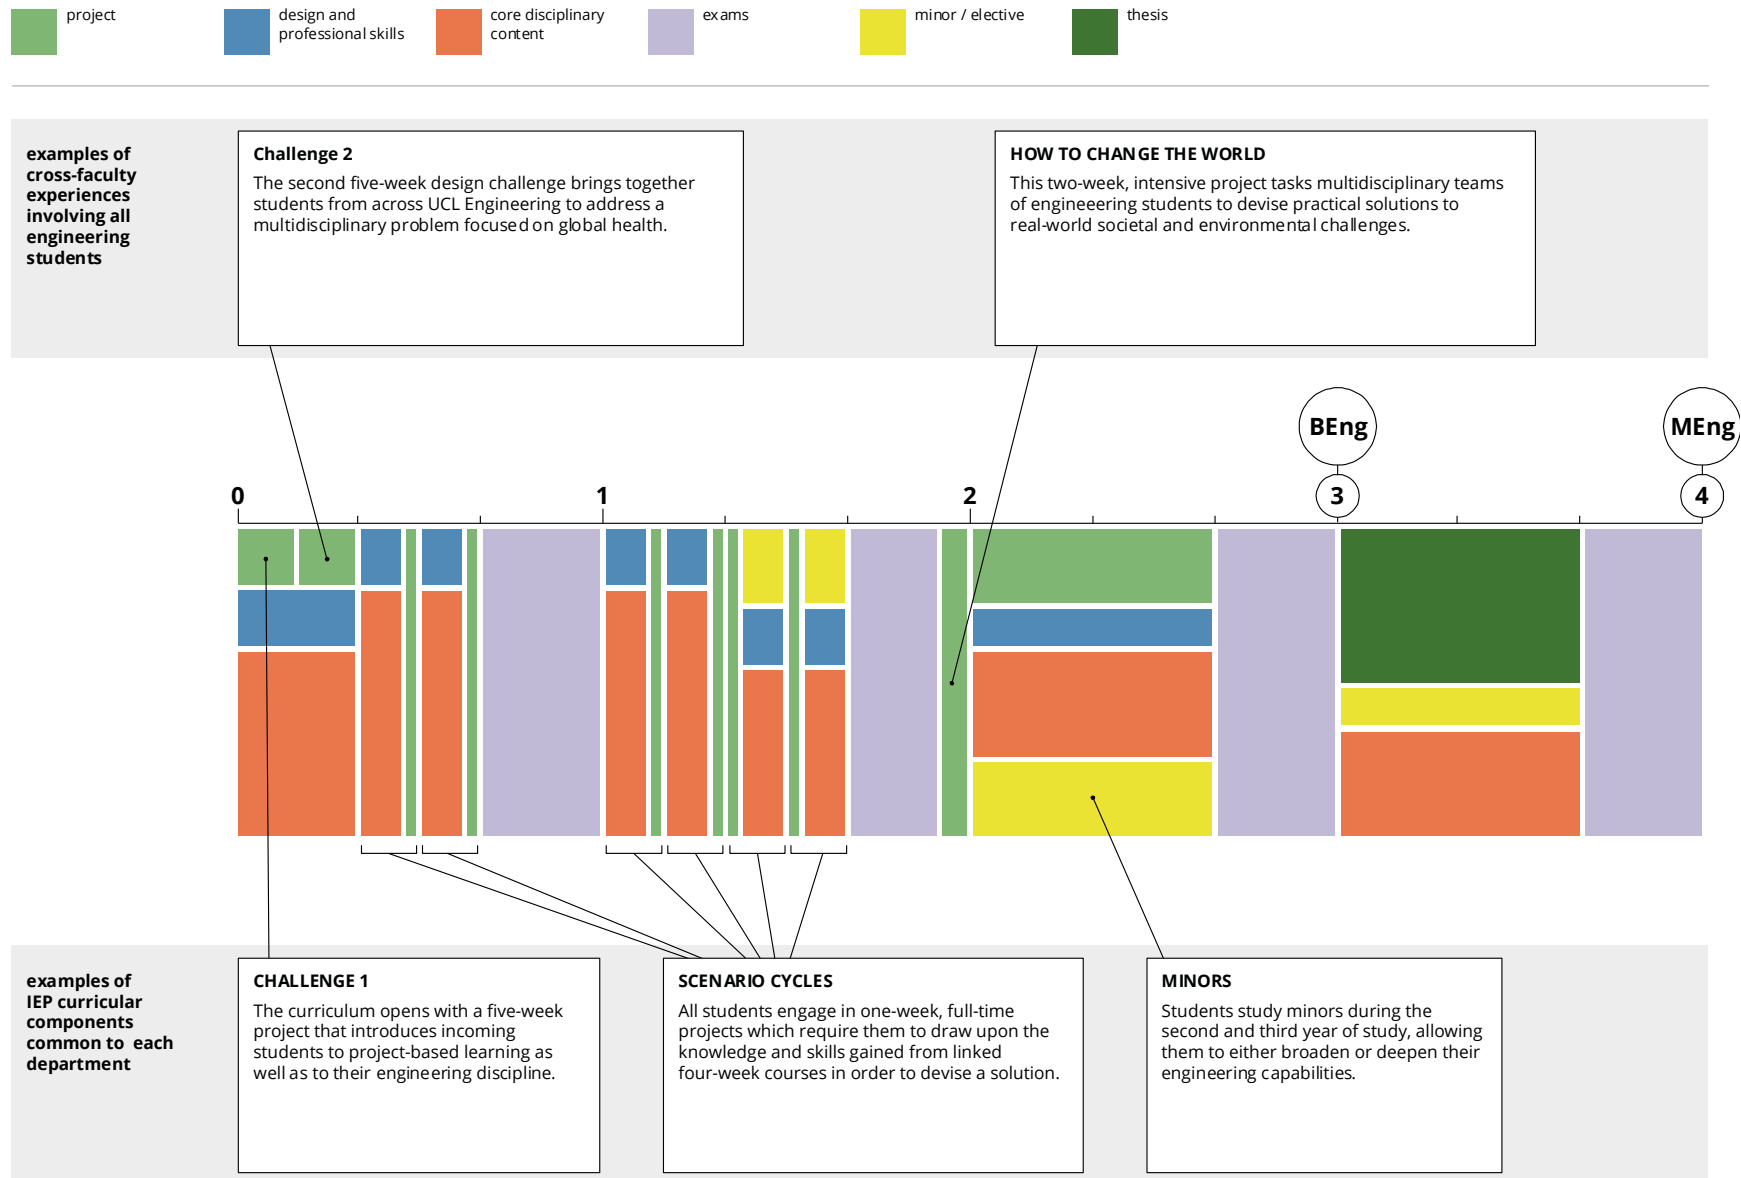 project
design and
professional skills
core disciplinary
content
exams
minor / elective
thesis
examples of
cross-faculty
experiences
involving all
engineering
students
Challenge 2
The second five-week design challenge brings together
students from across UCL Engineering to address a
multidisciplinary problem focused on global health.
HOW TO CHANGE THE WORLD
This two-week, intensive project tasks multidisciplinary teams
of engineeering students to devise practical solutions to
real-world societal and environmental challenges.
BEng
MEng
0
1
2
3
4
examples of
IEP curricular
components
common to each
department
CHALLENGE 1
The curriculum opens with a five-week
project that introduces incoming
students to project-based learning as
well as to their engineering discipline.
SCENARIO CYCLES
All students engage in one-week, full-time
projects which require them to draw upon the
knowledge and skills gained from linked
four-week courses in order to devise a solution.
MINORS
Students study minors during the
second and third year of study, allowing
them to either broaden or deepen their
engineering capabilities.